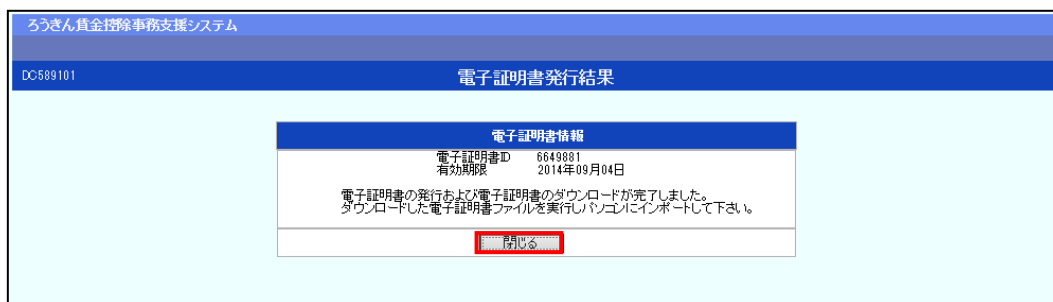 ろうきん賃金控除事務支援システム
DC589101
電子証明書発行結果
電子証明書情報
電子証明書ID 6649881
有効期限 2014年09月04日
電子証明書の発行および電子証明書のダウンロードが完了しました。
ダウンロードした電子証明書ファイルを実行しパソコンにインポートして下さい。
閉じる